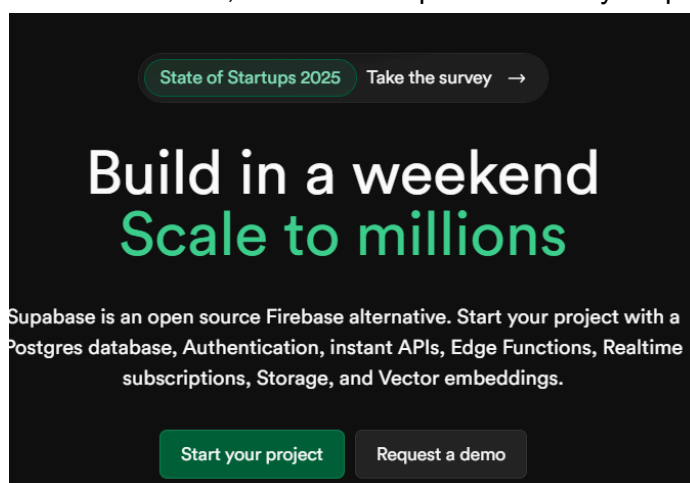 State of Startups 2025 Take the survey →
Build in a weekend
Scale to millions
Supabase is an open source Firebase alternative. Start your project with a
Postgres database, Authentication, instant APIs, Edge Functions, Realtime
subscriptions, Storage, and Vector embeddings.
Start your project Request a demo